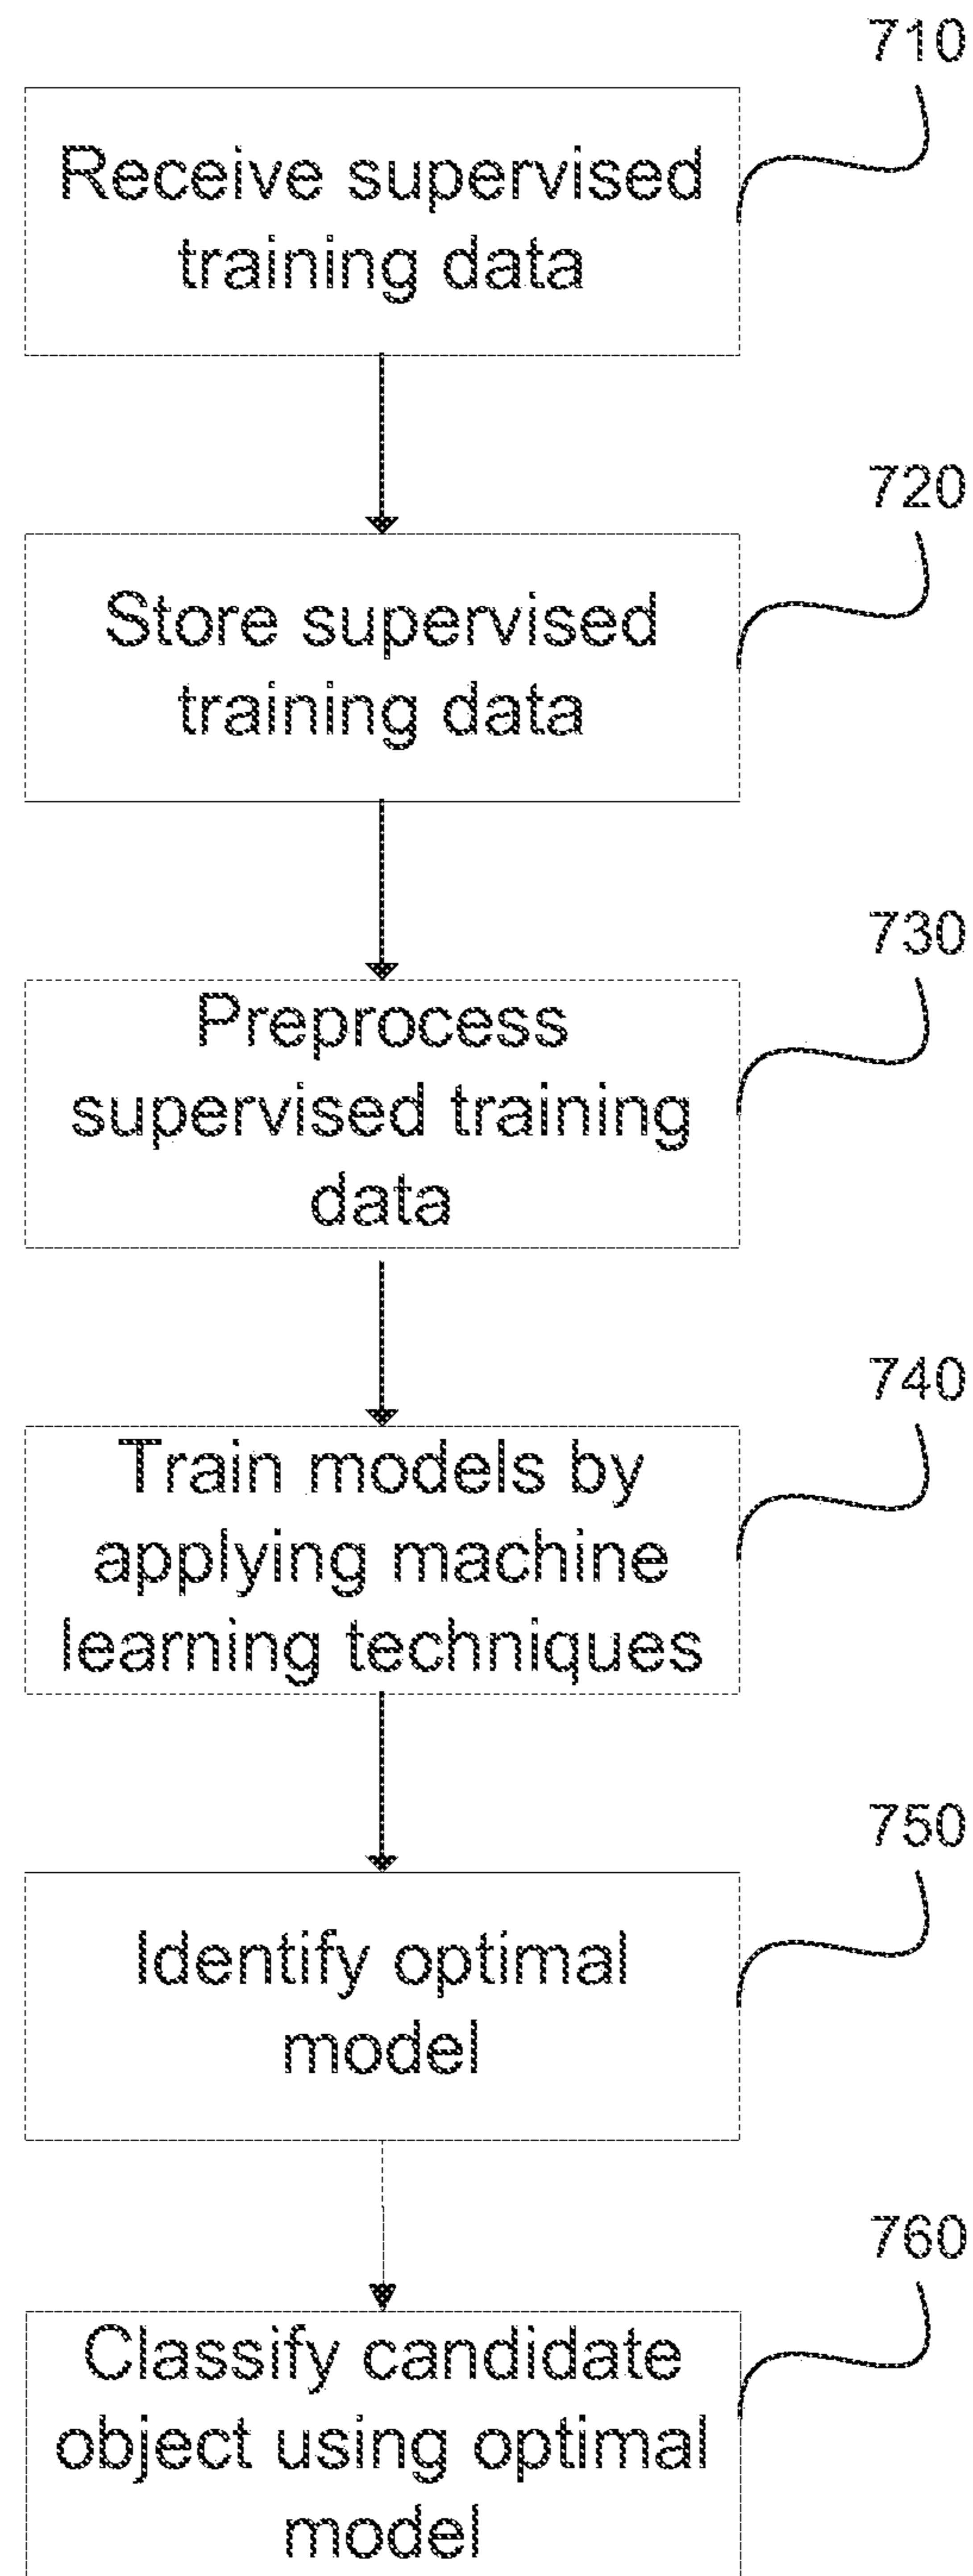 710
Receive supervised
training data
720
Store supervised
training data
730
Preprocess
supervised training
data
740
Train models by
applying machine
learning techniques
750
Identify optimal
model
760
Classify candidate
object using optimal
model